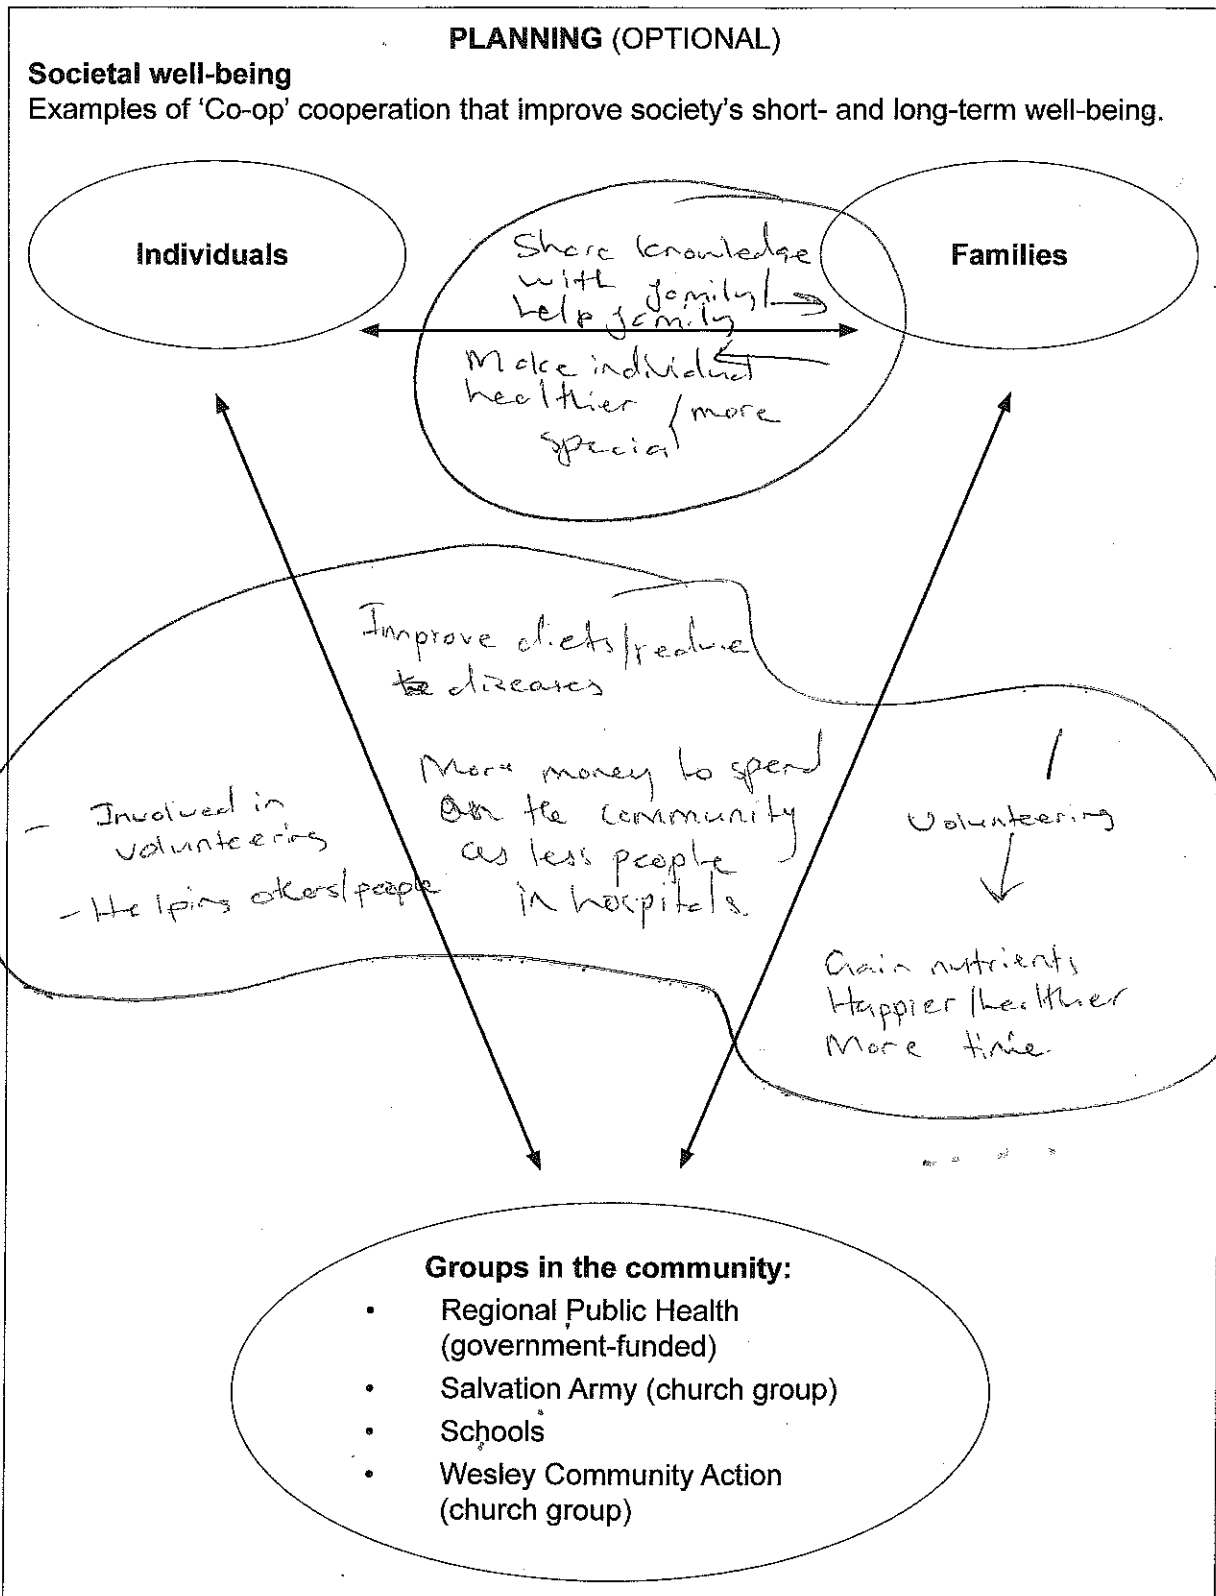 PLANNING (OPTIONAL)
Societal well-being
Examples of 'Co-op' cooperation that improve society's short- and long-term well-being.
Individuals
Share knowledge
with family/
help family
Make individual
healthier / more
special
Families
Improve diets/reduce
diseases
More money to spend
on the community
as less people
in hospitals.
- Involved in
volunteering
- Helping others/people
Volunteering
Gain nutrients
Happier/healthier
More time.
Groups in the community:
• Regional Public Health
(government-funded)
• Salvation Army (church group)
• Schools
• Wesley Community Action
(church group)